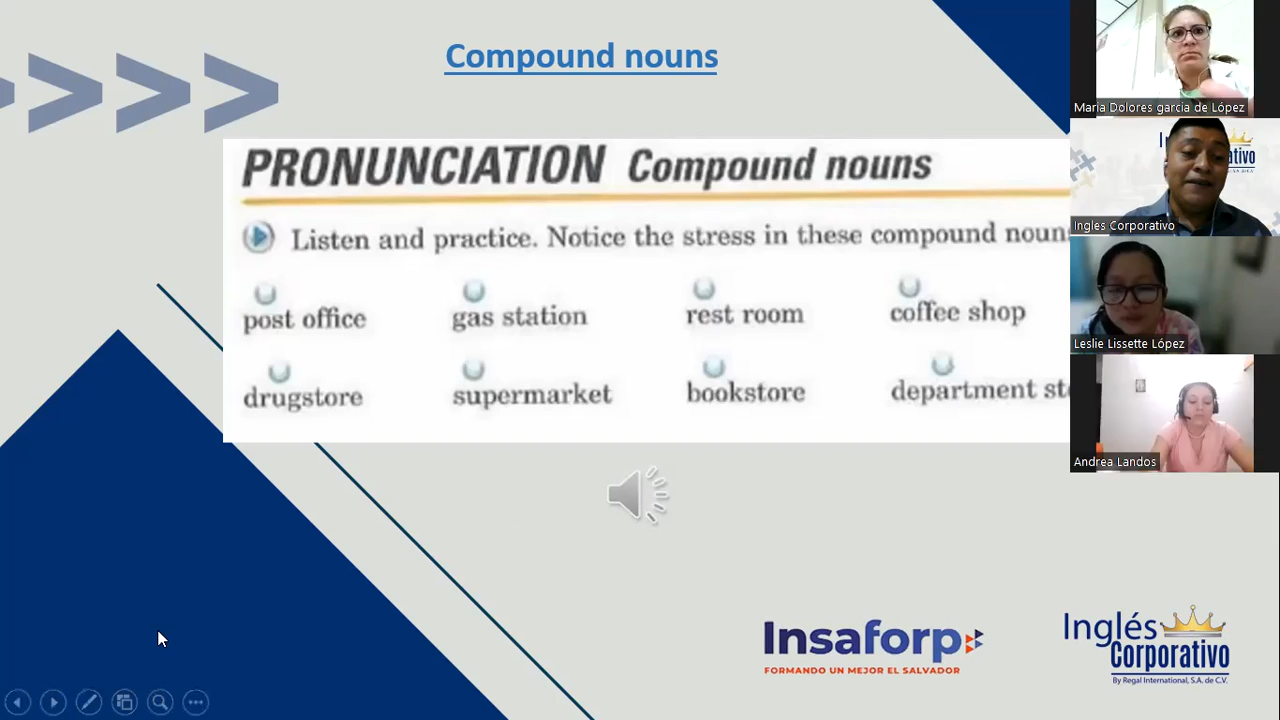 Compound nouns
PRONUNCIATION Compound nouns
Listen and practice. Notice the stress in these compound noun
post office gas station rest room coffee shop
drugstore supermarket bookstore department st
Maria Dolores garcia de López
Ingles Corporativo
Leslie Lissette López
Andrea Landos
Insaforp
FORMANDO UN MEJOR EL SALVADOR
Inglés
Corporativo
By Regal International, S.A. de C.V.